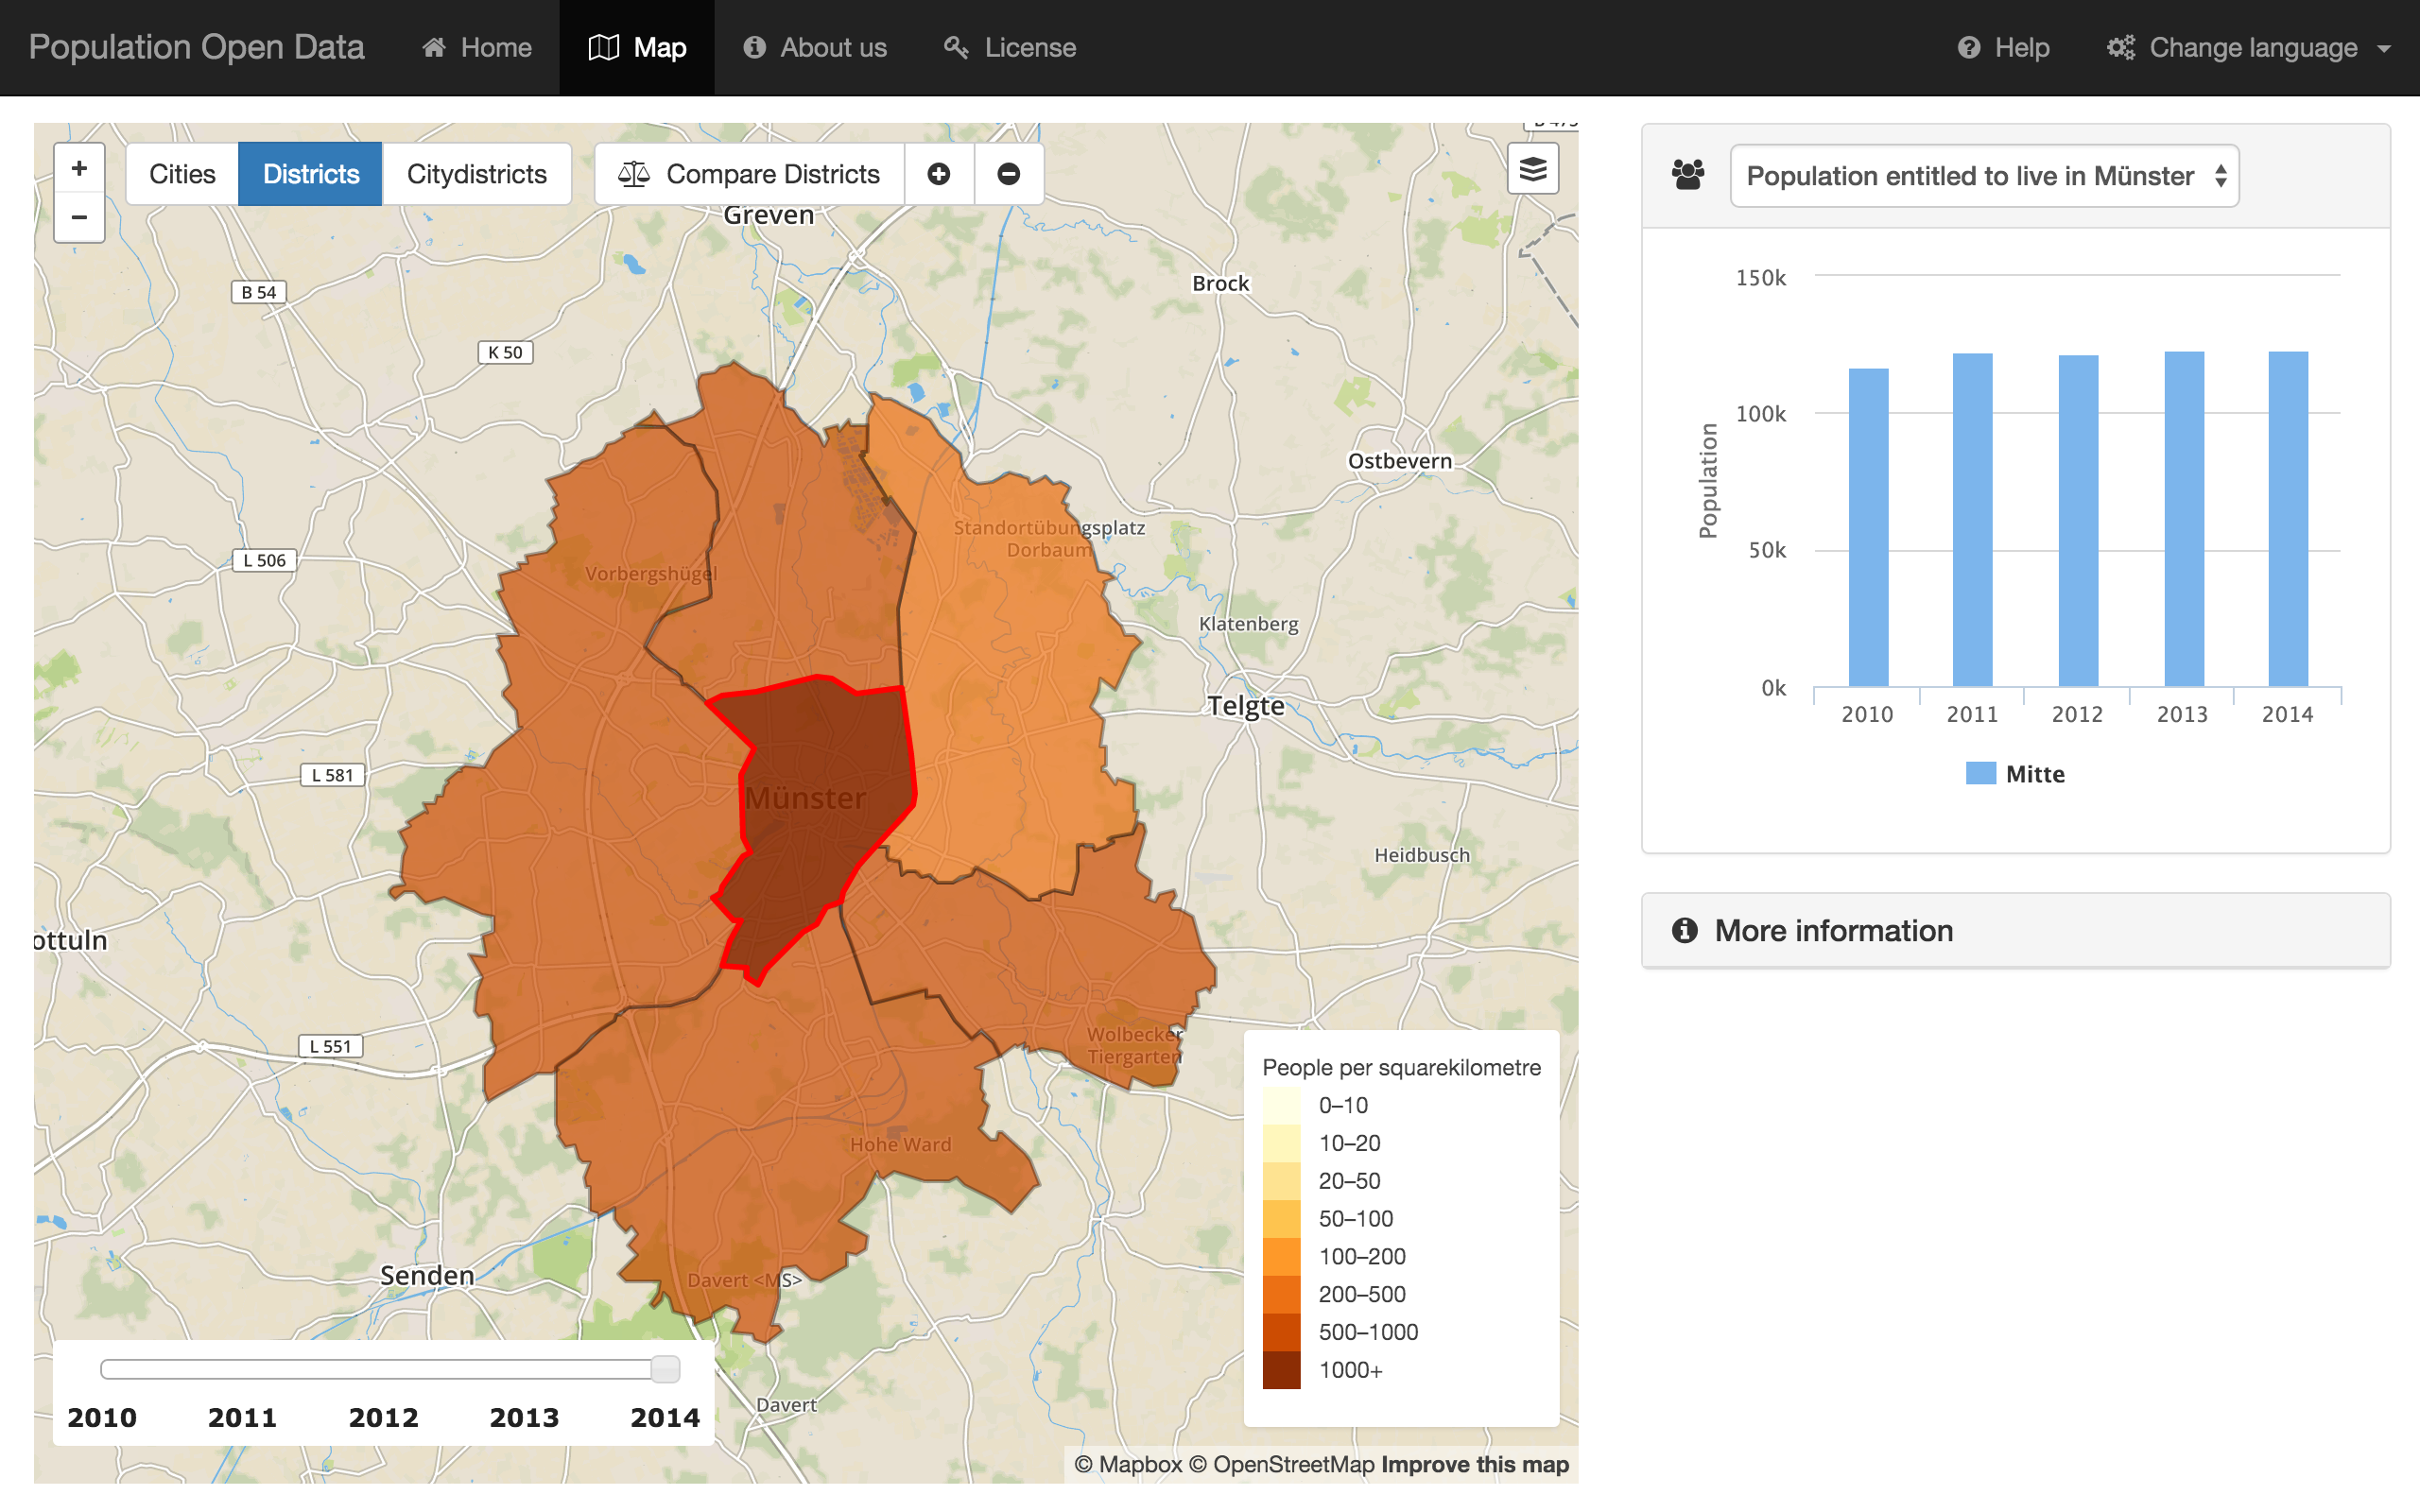 Population Open Data
Home
Map
About us
License
Help
Change language
+
−
Cities
Districts
Citydistricts
Compare Districts
Greven
B 54
K 50
Brock
Ostbevern
Standortübungsplatz
Dorbaum
L 506
Vorbergshügel
Klatenberg
Telgte
L 581
Münster
Heidbusch
ottuln
L 551
Wolbecker
Tiergarten
Hohe Ward
Senden
Davert <MS>
Davert
People per squarekilometre
0–10
10–20
20–50
50–100
100–200
200–500
500–1000
1000+
2010 2011 2012 2013 2014
© Mapbox © OpenStreetMap Improve this map
Population entitled to live in Münster
Population
150k
100k
50k
0k
2010 2011 2012 2013 2014
Mitte
More information